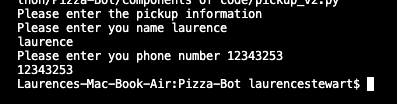 thon/Pizza-Bot/Components of code/pickup_v2.py
Please enter the pickup information
Please enter you name laurence
laurence
Please enter you phone number 12343253
12343253
Laurences-Mac-Book-Air:Pizza-Bot laurencestewart$